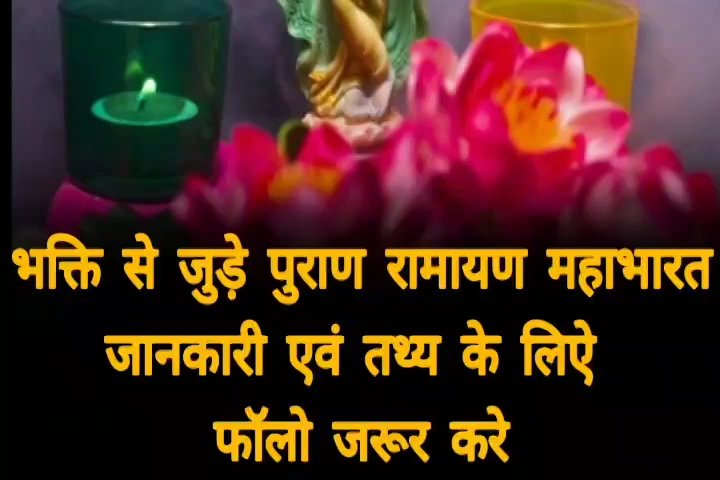 भक्ति से जुड़े पुराण रामायण महाभारत
जानकारी एवं तथ्य के लिऐ
फॉलो जरूर करे